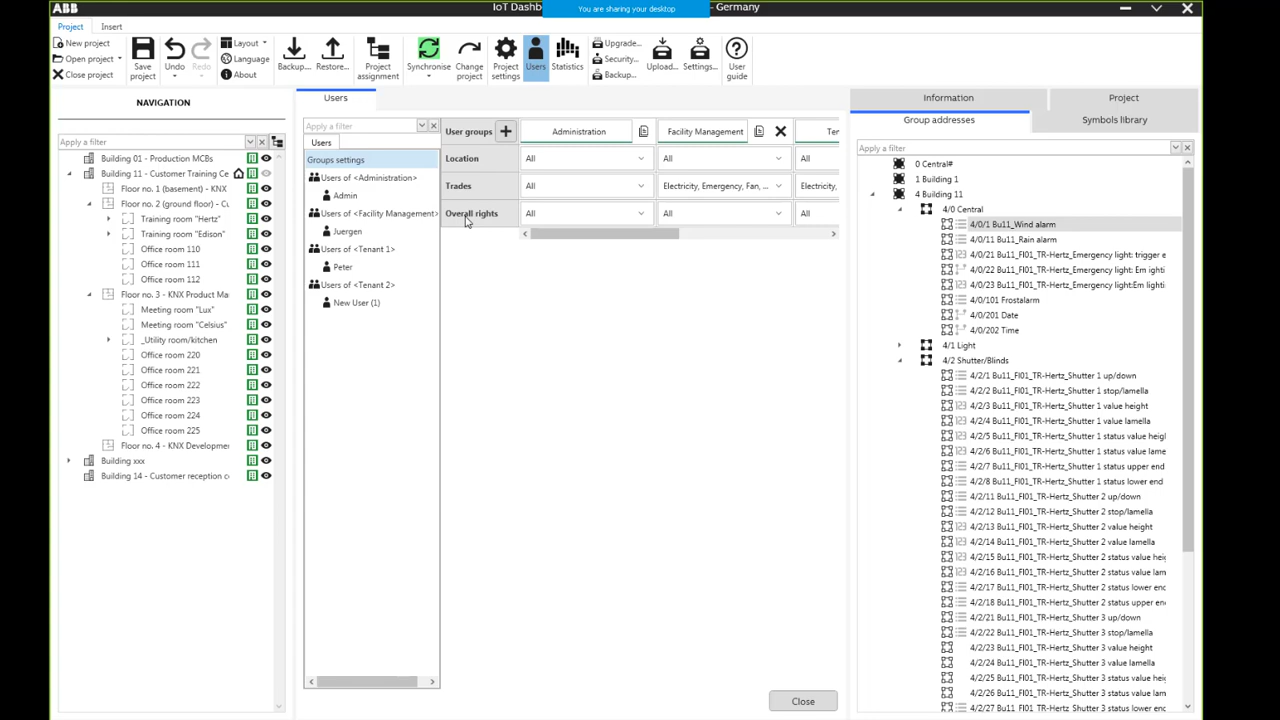 ABB
IoT Dashb
You are sharing your desktop
- Germany
Project
Insert
New project
Open project
Close project
Save project
Undo
Redo
Layout
Language
About
Backup...
Restore...
Project assignment
Synchronise
Change project
Project settings
Users
Statistics
Upgrade...
Security...
Backup...
Upload...
Settings...
User guide
NAVIGATION
Apply a filter
Building 01 - Production MCBs
Building 11 - Customer Training Ce
Floor no. 1 (basement) - KNX
Floor no. 2 (ground floor) - Cu
Training room "Hertz"
Training room "Edison"
Office room 110
Office room 111
Office room 112
Floor no. 3 - KNX Product Ma
Meeting room "Lux"
Meeting room "Celsius"
_Utility room/kitchen
Office room 220
Office room 221
Office room 222
Office room 223
Office room 224
Office room 225
Floor no. 4 - KNX Developme
Building xxx
Building 14 - Customer reception c
Users
Apply a filter
Users
Groups settings
Users of <Administration>
Admin
Users of <Facility Management>
Juergen
Users of <Tenant 1>
Peter
Users of <Tenant 2>
New User (1)
User groups
Administration
Facility Management
Ten
Location
All
All
All
Trades
All
Electricity, Emergency, Fan, ...
Electricity,
Overall rights
All
All
All
Close
Information
Project
Group addresses
Symbols library
Apply a filter
0 Central#
1 Building 1
4 Building 11
4/0 Central
4/0/1 Bu11_Wind alarm
4/0/11 Bu11_Rain alarm
4/0/21 Bu11_Fl01_TR-Hertz_Emergency light: trigger e
4/0/22 Bu11_Fl01_TR-Hertz_Emergency light: Em ighti
4/0/23 Bu11_Fl01_TR-Hertz_Emergency light:Em lighti
4/0/101 Frostalarm
4/0/201 Date
4/0/202 Time
4/1 Light
4/2 Shutter/Blinds
4/2/1 Bu11_Fl01_TR-Hertz_Shutter 1 up/down
4/2/2 Bu11_Fl01_TR-Hertz_Shutter 1 stop/lamella
4/2/3 Bu11_Fl01_TR-Hertz_Shutter 1 value height
4/2/4 Bu11_Fl01_TR-Hertz_Shutter 1 value lamella
4/2/5 Bu11_Fl01_TR-Hertz_Shutter 1 status value heigl
4/2/6 Bu11_Fl01_TR-Hertz_Shutter 1 status value lame
4/2/7 Bu11_Fl01_TR-Hertz_Shutter 1 status upper end
4/2/8 Bu11_Fl01_TR-Hertz_Shutter 1 status lower end
4/2/11 Bu11_Fl01_TR-Hertz_Shutter 2 up/down
4/2/12 Bu11_Fl01_TR-Hertz_Shutter 2 stop/lamella
4/2/13 Bu11_Fl01_TR-Hertz_Shutter 2 value height
4/2/14 Bu11_Fl01_TR-Hertz_Shutter 2 value lamella
4/2/15 Bu11_Fl01_TR-Hertz_Shutter 2 status value heig
4/2/16 Bu11_Fl01_TR-Hertz_Shutter 2 status value lam
4/2/17 Bu11_Fl01_TR-Hertz_Shutter 2 status lower end
4/2/18 Bu11_Fl01_TR-Hertz_Shutter 2 status upper end
4/2/21 Bu11_Fl01_TR-Hertz_Shutter 3 up/down
4/2/22 Bu11_Fl01_TR-Hertz_Shutter 3 stop/lamella
4/2/23 Bu11_Fl01_TR-Hertz_Shutter 3 value height
4/2/24 Bu11_Fl01_TR-Hertz_Shutter 3 value lamella
4/2/25 Bu11_Fl01_TR-Hertz_Shutter 3 status value heig
4/2/26 Bu11_Fl01_TR-Hertz_Shutter 3 status value lam
4/2/27 Bu11_Fl01_TR-Hertz_Shutter 3 status lower end